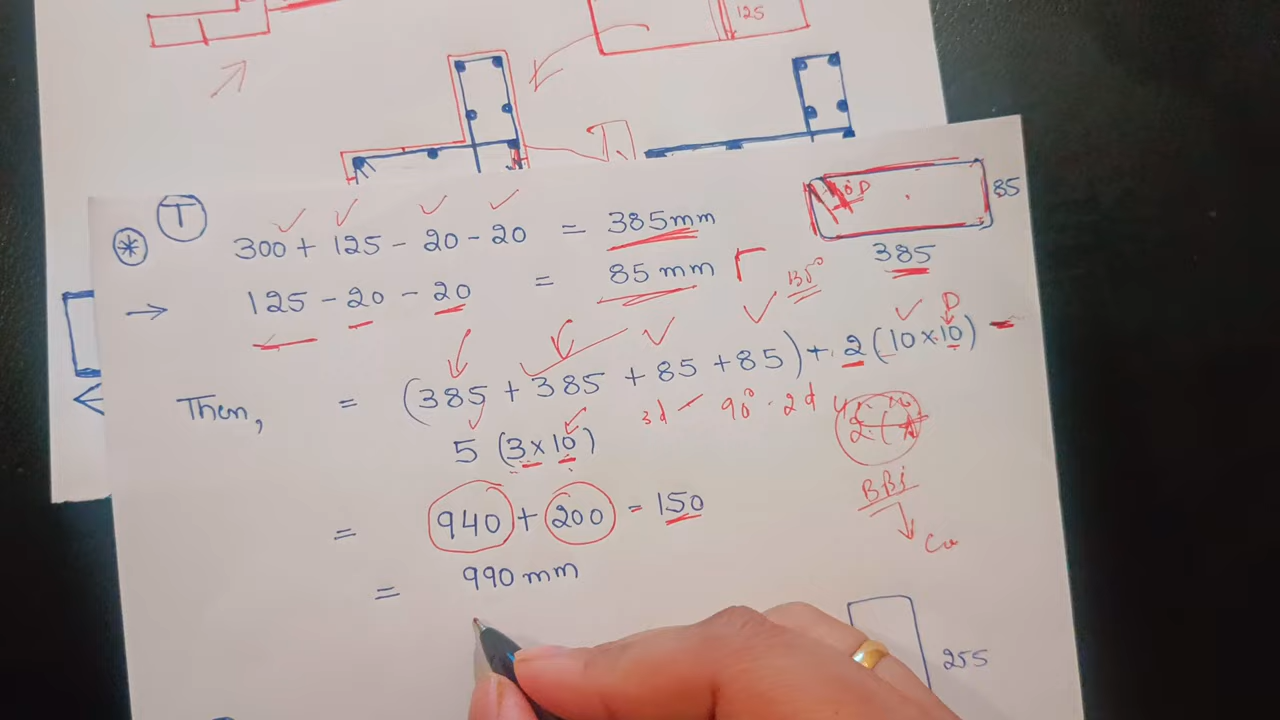 125
T
300 + 125 - 20 - 20 = 385mm
→ 125 - 20 - 20 = 85 mm
85
385
10D
135°
D
Then, = (385 + 385 + 85 + 85) + 2 (10 × 10) -
5 (3 × 10)
3d - 90° · 2d
= 940 + 200 = 150
BBS
= 990 mm
255